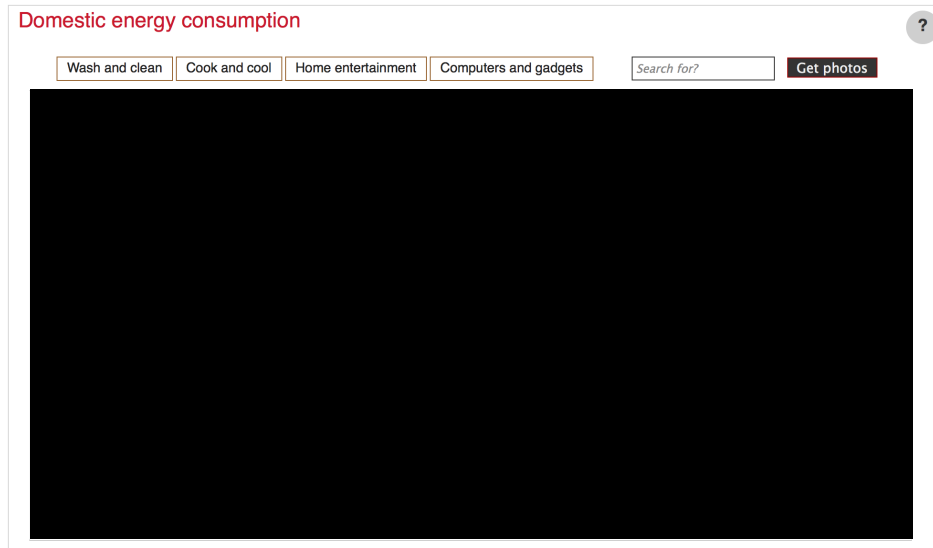 Domestic energy consumption
?
Wash and clean Cook and cool Home entertainment Computers and gadgets Search for? Get photos